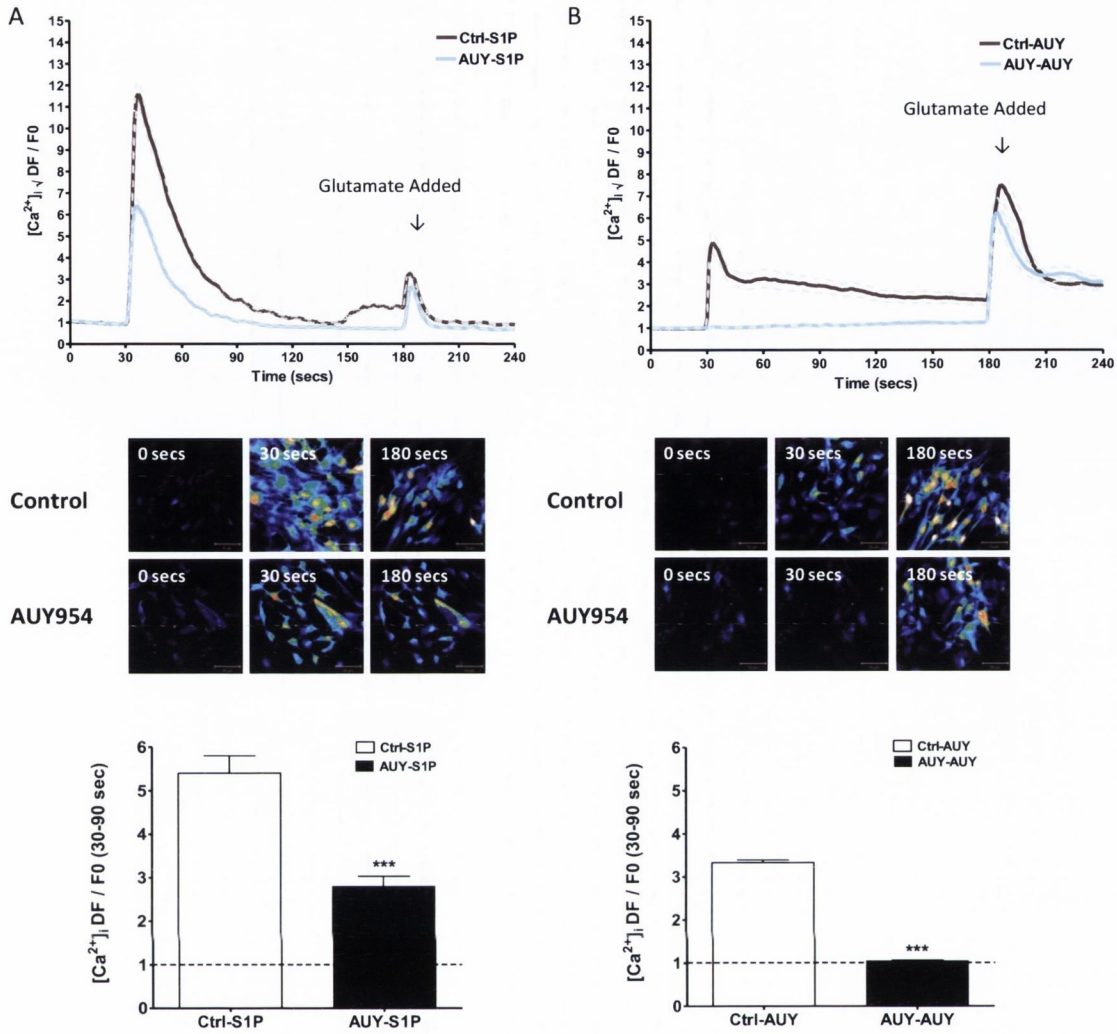 A
15
14
13
12
11
10
9
8
7
6
5
4
3
2
1
0
[Ca2+]i √ DF / F0
Ctrl-S1P
AUY-S1P
Glutamate Added
↓
0 30 60 90 120 150 180 210 240
Time (secs)
B
15
14
13
12
11
10
9
8
7
6
5
4
3
2
1
0
[Ca2+]i √ DF / F0
Ctrl-AUY
AUY-AUY
Glutamate Added
↓
0 30 60 90 120 150 180 210 240
Time (secs)
Control
0 secs 30 secs 180 secs
AUY954
0 secs 30 secs 180 secs
Control
0 secs 30 secs 180 secs
AUY954
0 secs 30 secs 180 secs
6
5
4
3
2
1
0
[Ca2+]i DF / F0 (30-90 sec)
Ctrl-S1P
AUY-S1P
***
Ctrl-S1P AUY-S1P
6
5
4
3
2
1
0
[Ca2+]i DF / F0 (30-90 sec)
Ctrl-AUY
AUY-AUY
***
Ctrl-AUY AUY-AUY